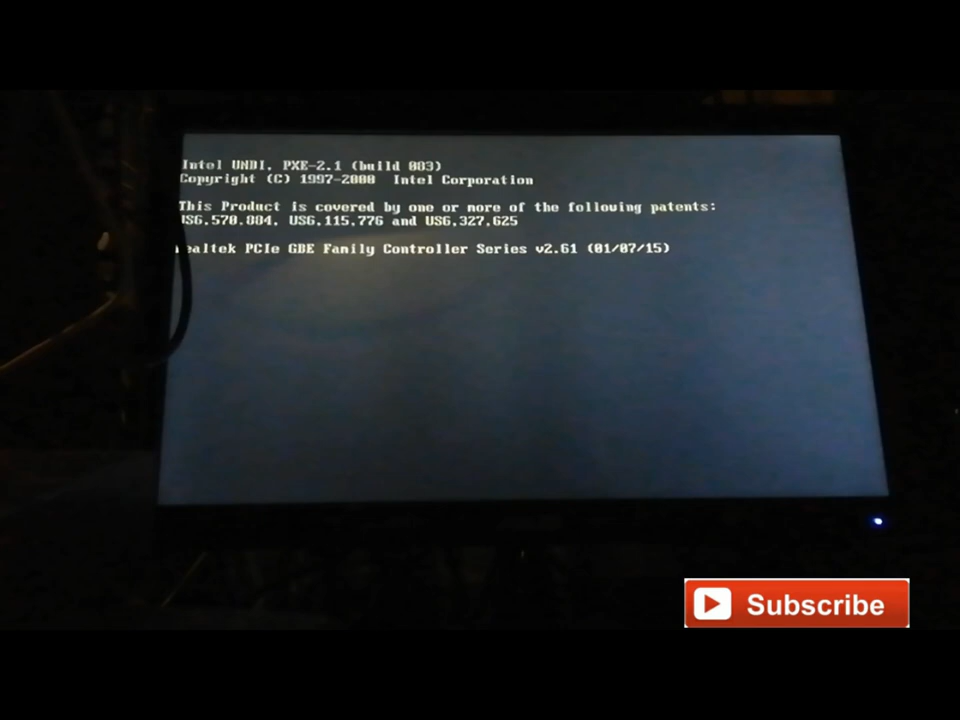 Intel UNDI, PXE-2.1 (build 083)
Copyright (C) 1997-2000 Intel Corporation
This Product is covered by one or more of the following patents:
US6,570,884, US6,115,776 and US6,327,625
ealtek PCIe GBE Family Controller Series v2.61 (01/07/15)
Subscribe